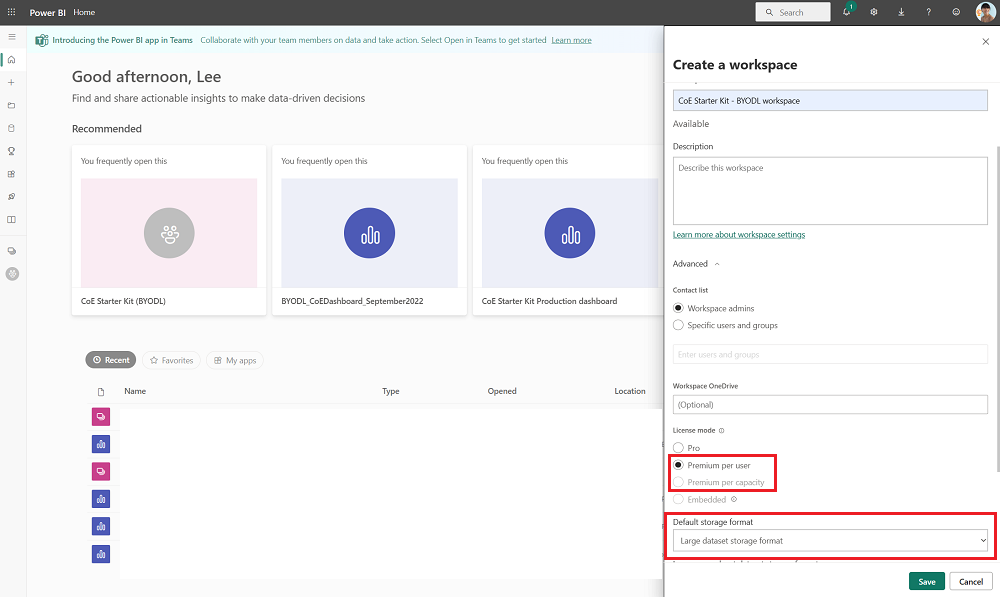 Power BI Home
Search
1
?
Introducing the Power BI app in Teams Collaborate with your team members on data and take action. Select Open in Teams to get started Learn more
Good afternoon, Lee
Find and share actionable insights to make data-driven decisions
Recommended
You frequently open this
CoE Starter Kit (BYODL)
You frequently open this
BYODL_CoEDashboard_September2022
You frequently open this
CoE Starter Kit Production dashboard
Recent
Favorites
My apps
Name Type Opened Location
Create a workspace
CoE Starter Kit - BYODL workspace
Available
Description
Describe this workspace
Learn more about workspace settings
Advanced
Contact list
Workspace admins
Specific users and groups
Enter users and groups
Workspace OneDrive
(Optional)
License mode
Pro
Premium per user
Premium per capacity
Embedded
Default storage format
Large dataset storage format
Save Cancel